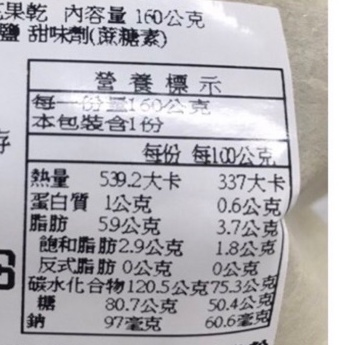 果乾 內容量 160公克
鹽 甜味劑(蔗糖素)
營養標示
每一份量160公克
本包裝含1份
每份 每100公克
熱量 539.2大卡 337大卡
蛋白質 1公克 0.6公克
脂肪 5.9公克 3.7公克
飽和脂肪2.9公克 1.8公克
反式脂肪 0公克 0公克
碳水化合物120.5公克75.3公克
糖 80.7公克 50.4公克
鈉 97毫克 60.6毫克